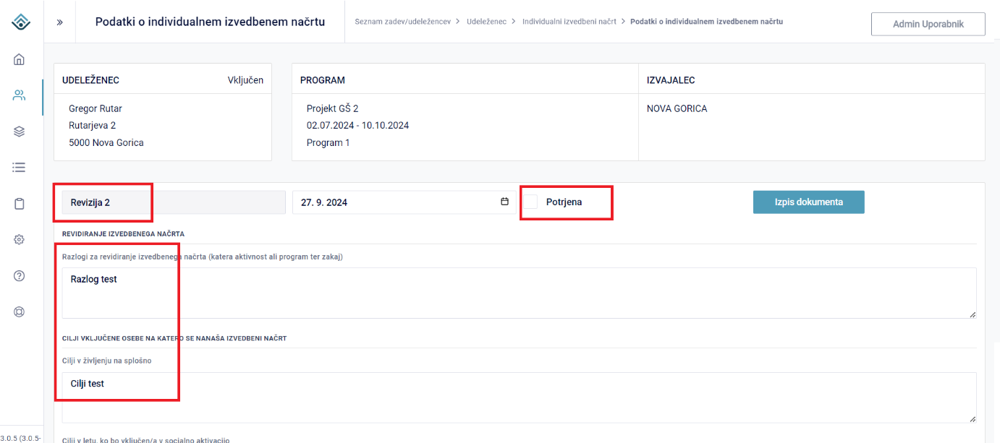 Podatki o individualnem izvedbenem načrtu
Seznam zadev/udeležencev > Udeleženec > Individualni izvedbeni načrt > Podatki o individualnem izvedbenem načrtu
Admin Uporabnik
UDELEŽENEC Vključen
Gregor Rutar
Rutarjeva 2
5000 Nova Gorica
PROGRAM
Projekt GŠ 2
02.07.2024 - 10.10.2024
Program 1
IZVAJALEC
NOVA GORICA
Revizija 2
27. 9. 2024
Potrjena
Izpis dokumenta
REVIDIRANJE IZVEDBENEGA NAČRTA
Razlogi za revidiranje izvedbenega načrta (katera aktivnost ali program ter zakaj)
Razlog test
CILJI VKLJUČENE OSEBE NA KATERO SE NANAŠA IZVEDBENI NAČRT
Cilji v življenju na splošno
Cilji test
Cilji v letu, ko bo vključen/a v socialno aktivacijo
3.0.5 (3.0.5-